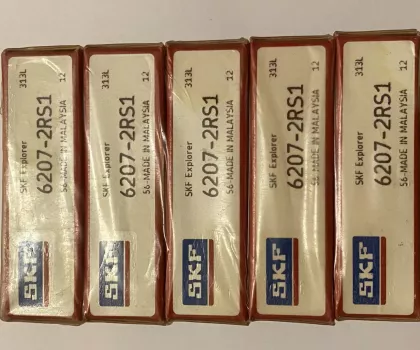 SKF
SKF Explorer 313L
6207-2RS1
56-MADE IN MALAYSIA 12
SKF
SKF Explorer 313L
6207-2RS1
56-MADE IN MALAYSIA 12
SKF
SKF Explorer 313L
6207-2RS1
56-MADE IN MALAYSIA 12
SKF
SKF Explorer 313L
6207-2RS1
56-MADE IN MALAYSIA 12
SKF
SKF Explorer 313L
6207-2RS1
56-MADE IN MALAYSIA 12